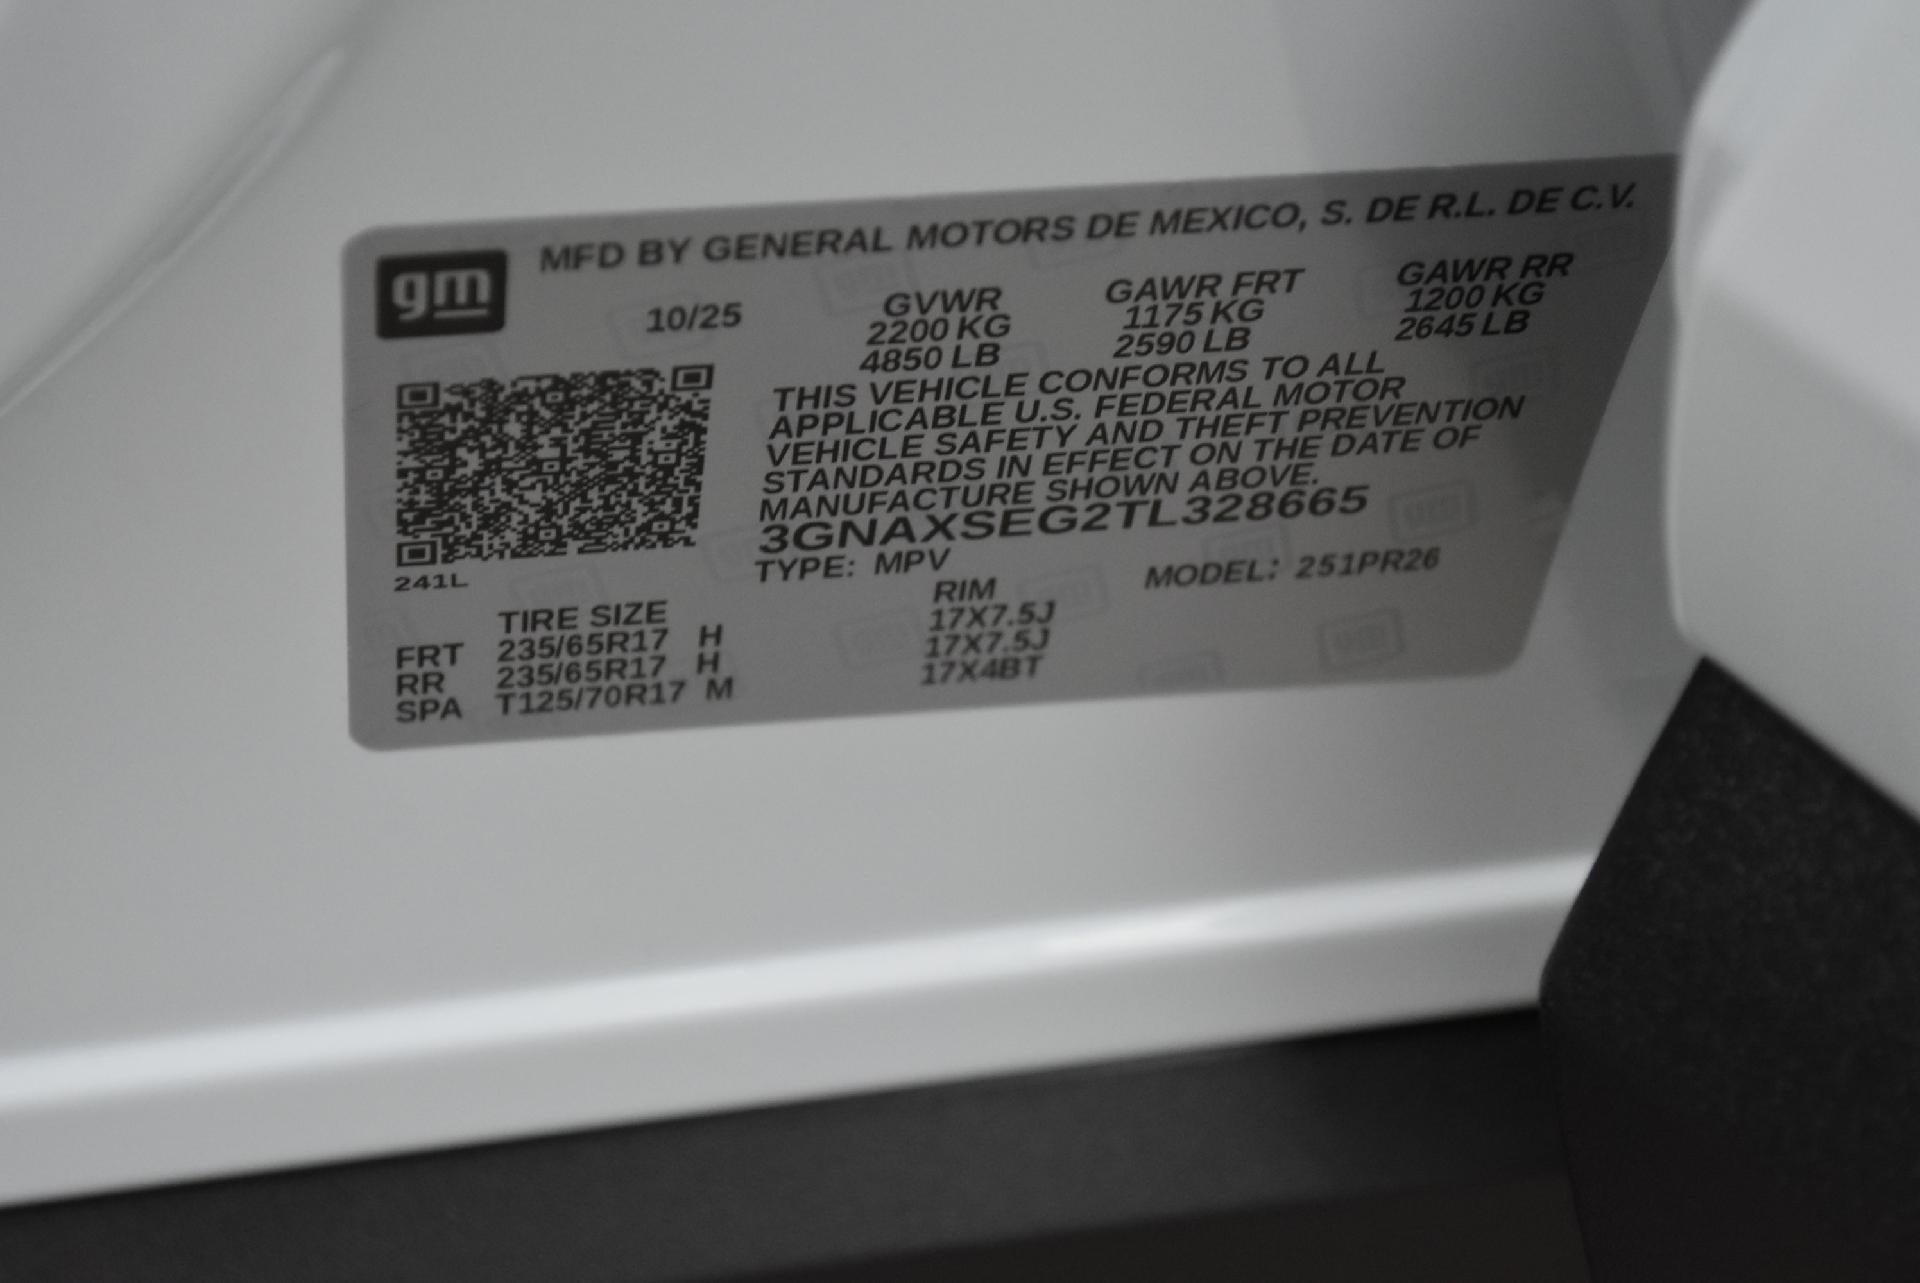 gm
MFD BY GENERAL MOTORS DE MEXICO, S. DE R.L. DE C.V.
10/25
GVWR GAWR FRT GAWR RR
2200 KG 1175 KG 1200 KG
4850 LB 2590 LB 2645 LB
THIS VEHICLE CONFORMS TO ALL
APPLICABLE U.S. FEDERAL MOTOR
VEHICLE SAFETY AND THEFT PREVENTION
STANDARDS IN EFFECT ON THE DATE OF
MANUFACTURE SHOWN ABOVE.
3GNAXSEG2TL328665
TYPE: MPV MODEL: 251PR26
241L
TIRE SIZE RIM
FRT 235/65R17 H 17X7.5J
RR 235/65R17 H 17X7.5J
SPA T125/70R17 M 17X4BT